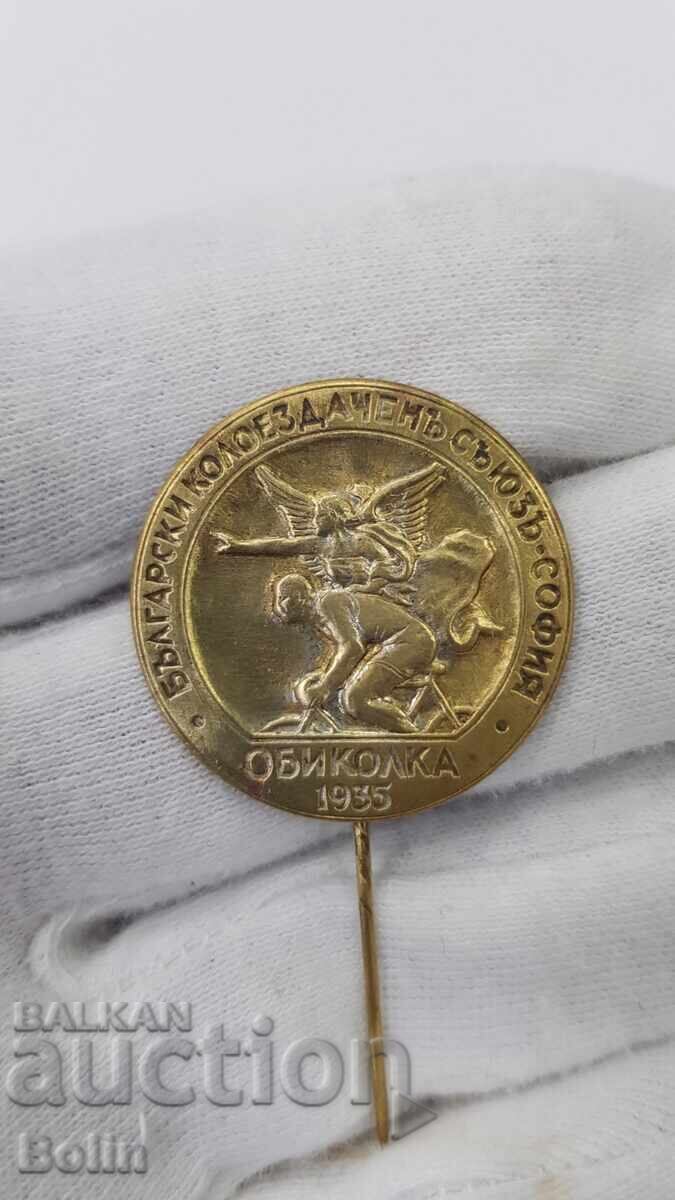 БЪЛГАРСКИ КОЛОЕЗДАЧЕНЪ СЪЮЗЪ·СОФИЯ
ОБИКОЛКА
1935
BALKAN
auction
Bolin